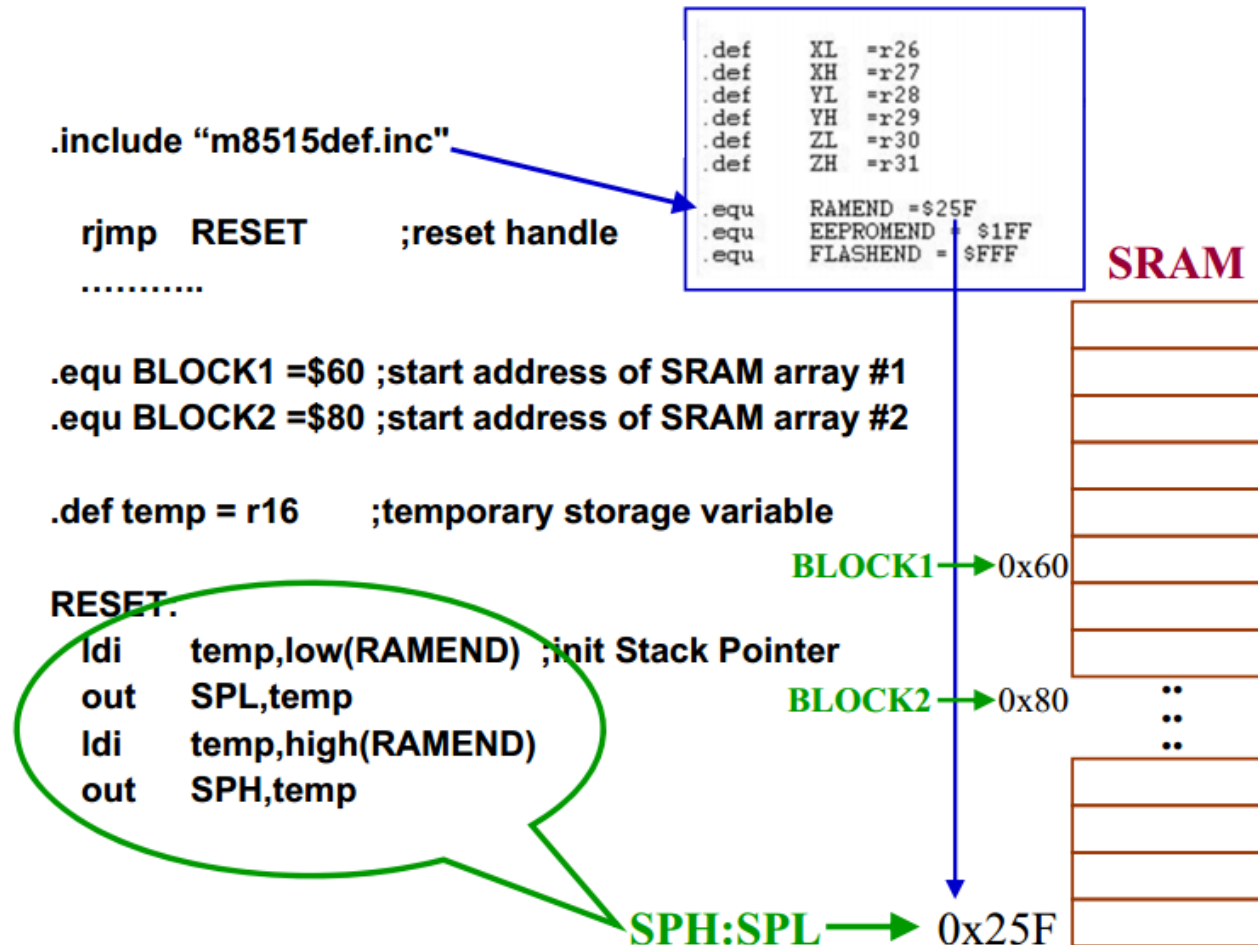 .def XL =r26
.def XH =r27
.def YL =r28
.def YH =r29
.def ZL =r30
.def ZH =r31
.equ RAMEND =$25F
.equ EEPROMEND = $1FF
.equ FLASHEND = $FFF
.include “m8515def.inc"
rjmp RESET ;reset handle
………..
.equ BLOCK1 =$60 ;start address of SRAM array #1
.equ BLOCK2 =$80 ;start address of SRAM array #2
.def temp = r16 ;temporary storage variable
RESET:
ldi temp,low(RAMEND) ;init Stack Pointer
out SPL,temp
ldi temp,high(RAMEND)
out SPH,temp
SRAM
BLOCK1 0x60
BLOCK2 0x80
SPH:SPL 0x25F